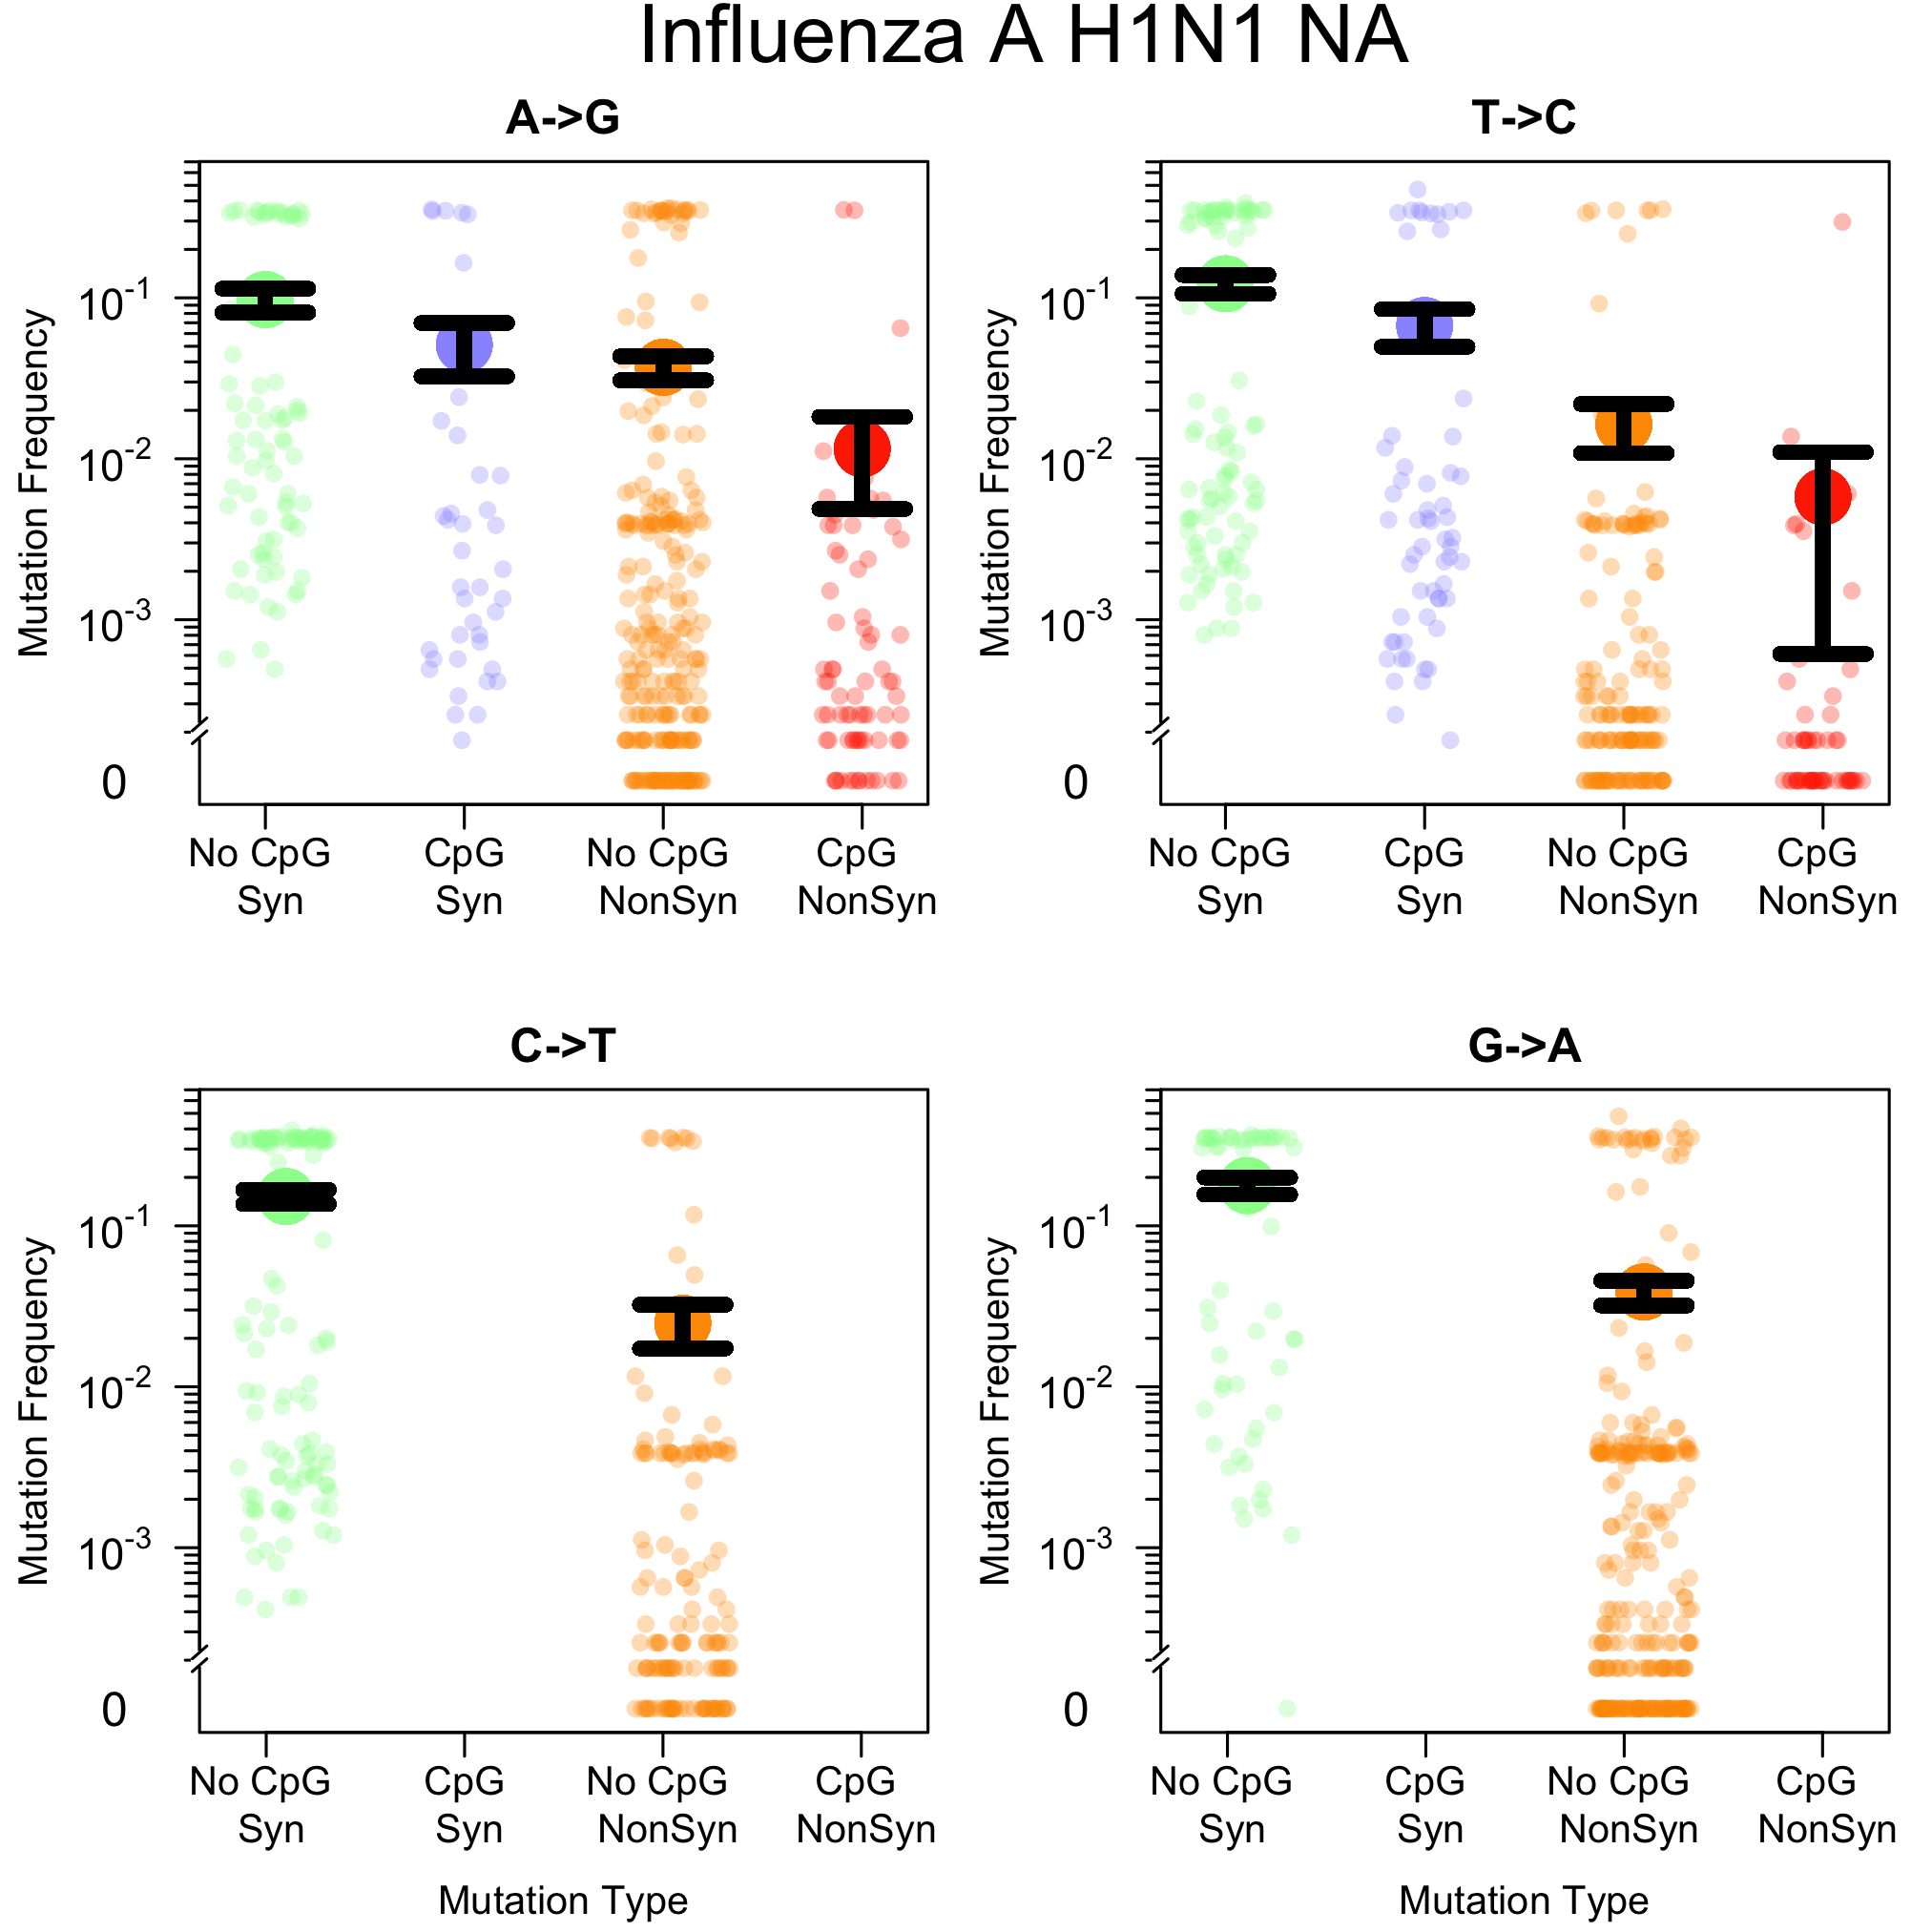 Influenza A H1N1 NA
A->G
Mutation Frequency
10-1
10-2
10-3
0
No CpG CpG No CpG CpG
Syn Syn NonSyn NonSyn
T->C
Mutation Frequency
10-1
10-2
10-3
0
No CpG CpG No CpG CpG
Syn Syn NonSyn NonSyn
C->T
Mutation Frequency
10-1
10-2
10-3
0
No CpG CpG No CpG CpG
Syn Syn NonSyn NonSyn
Mutation Type
G->A
Mutation Frequency
10-1
10-2
10-3
0
No CpG CpG No CpG CpG
Syn Syn NonSyn NonSyn
Mutation Type